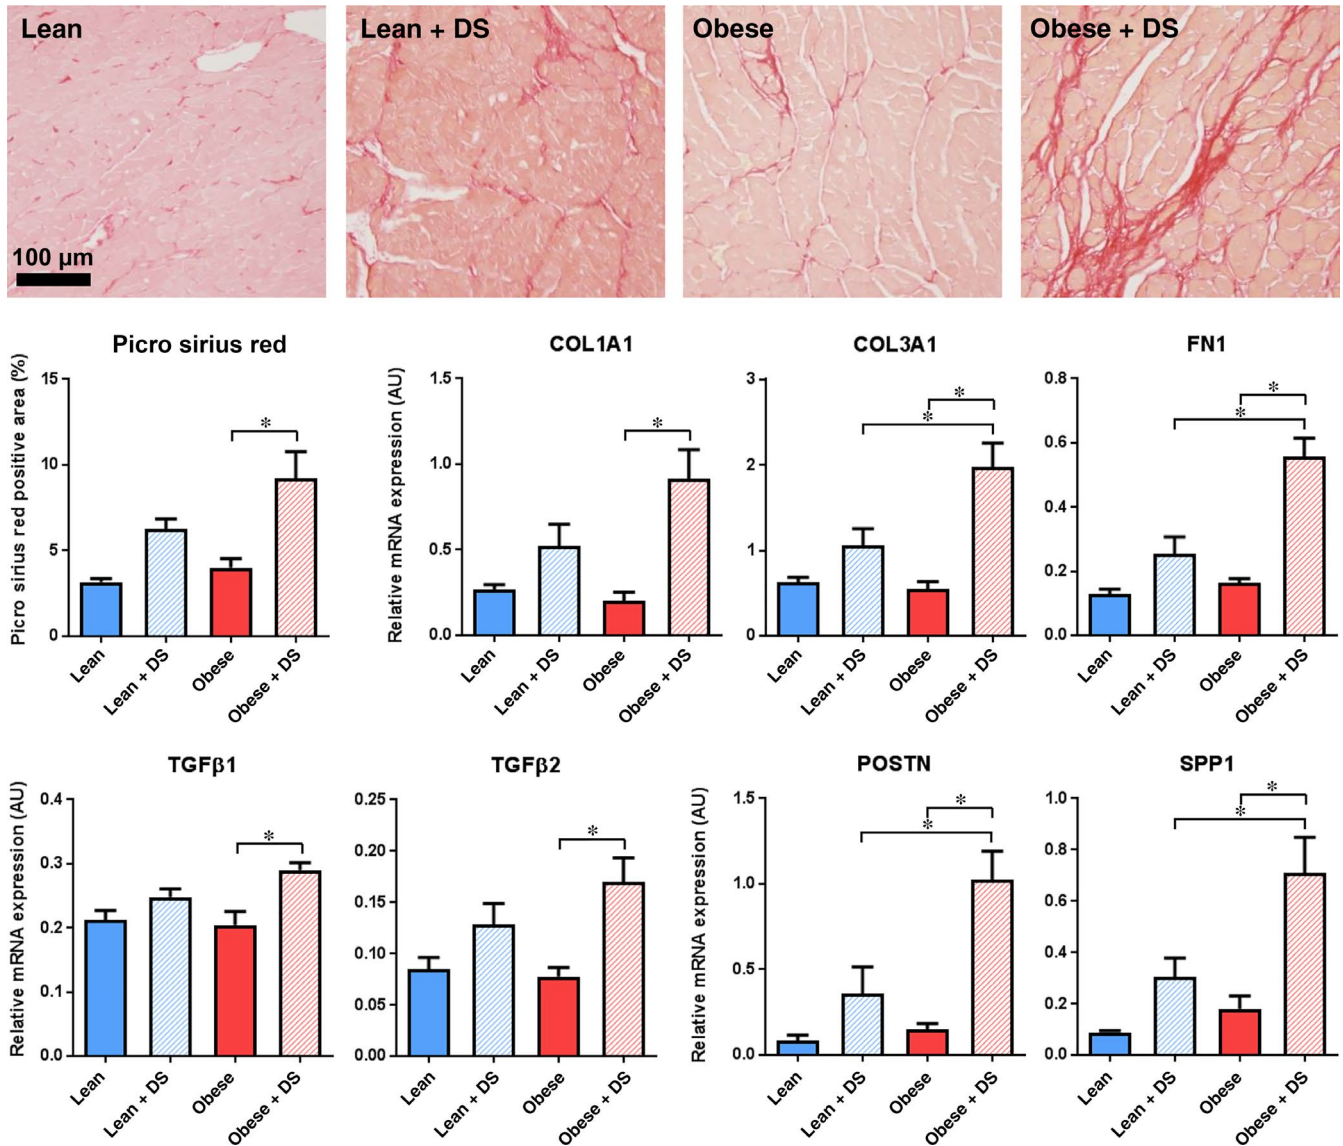 Lean
Lean + DS
Obese
Obese + DS
100 µm
Picro sirius red
Picro sirius red positive area (%)
15
10
5
0
*
Lean
Lean + DS
Obese
Obese + DS
COL1A1
Relative mRNA expression (AU)
1.5
1.0
0.5
0.0
*
Lean
Lean + DS
Obese
Obese + DS
COL3A1
3
2
1
0
*
*
Lean
Lean + DS
Obese
Obese + DS
FN1
0.8
0.6
0.4
0.2
0.0
*
*
Lean
Lean + DS
Obese
Obese + DS
TGFβ1
Relative mRNA expression (AU)
0.4
0.3
0.2
0.1
0.0
*
Lean
Lean + DS
Obese
Obese + DS
TGFβ2
0.25
0.20
0.15
0.10
0.05
0.00
*
Lean
Lean + DS
Obese
Obese + DS
POSTN
Relative mRNA expression (AU)
1.5
1.0
0.5
0.0
*
*
Lean
Lean + DS
Obese
Obese + DS
SPP1
1.0
0.8
0.6
0.4
0.2
0.0
*
*
Lean
Lean + DS
Obese
Obese + DS